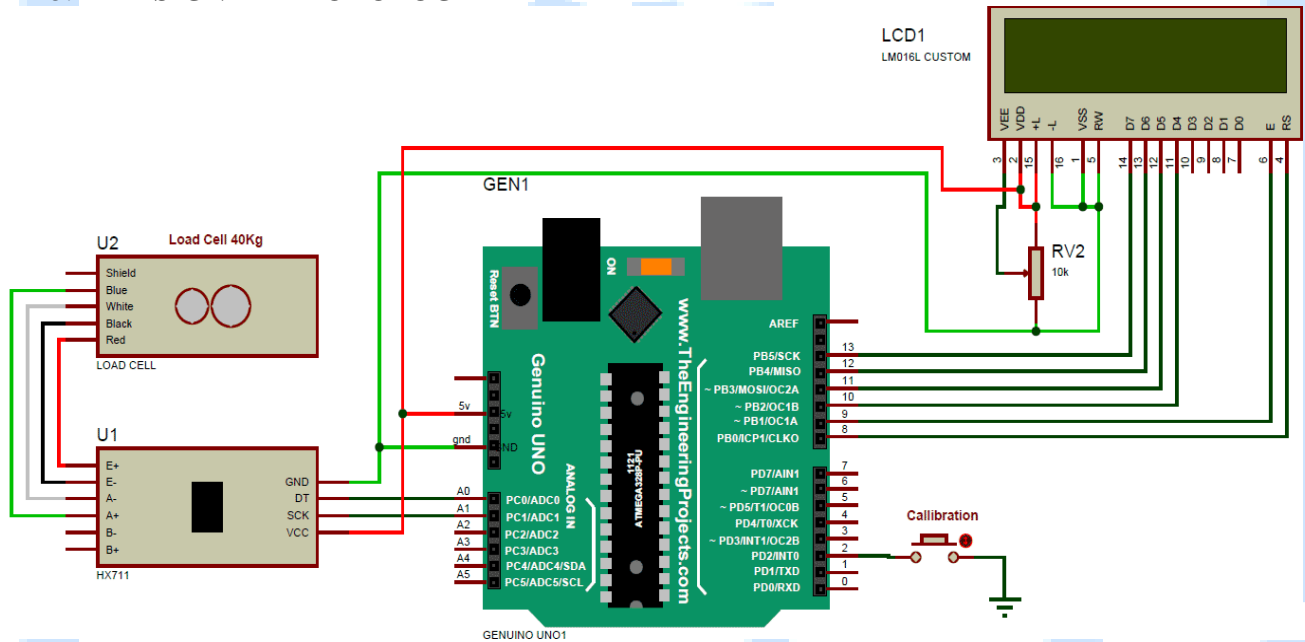 LCD1
LM016L CUSTOM
VEE
VDD
+L
-L
VSS
RW
D7
D6
D5
D4
D3
D2
D1
D0
E
RS
3
2
15
16
1
5
14
13
12
11
10
9
8
7
6
4
RV2
10k
GEN1
U2
Load Cell 40Kg
Shield
Blue
White
Black
Red
LOAD CELL
U1
E+
E-
A-
A+
B-
B+
GND
DT
SCK
VCC
HX711
Reset BTN
ON
www.TheEngineeringProjects.com
Genuino UNO
ANALOG IN
1121
ATMEGA328P-PU
5v
5v
gnd
GND
A0
A1
A2
A3
A4
A5
PC0/ADC0
PC1/ADC1
PC2/ADC2
PC3/ADC3
PC4/ADC4/SDA
PC5/ADC5/SCL
AREF
PB5/SCK
13
PB4/MISO
12
~ PB3/MOSI/OC2A
11
~ PB2/OC1B
10
~ PB1/OC1A
9
PB0/ICP1/CLKO
8
PD7/AIN1
7
~ PD7/AIN1
6
~ PD5/T1/OC0B
5
PD4/T0/XCK
4
~ PD3/INT1/OC2B
3
PD2/INT0
2
PD1/TXD
1
PD0/RXD
0
Callibration
GENUINO UNO1